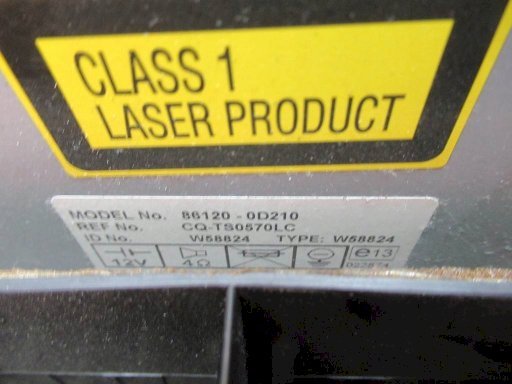 CLASS 1
LASER PRODUCT
MODEL No. 86120 - 0D210
REF No. CQ-TS0570LC
ID No. W58824 TYPE: W58824
12V 4Ω e13